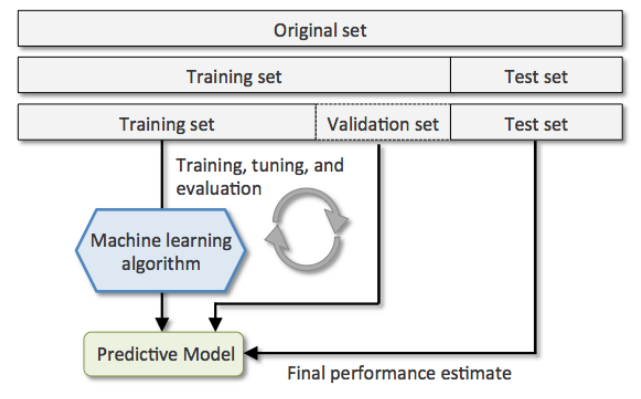 Original set
Training set
Test set
Training set
Validation set
Test set
Training, tuning, and
evaluation
Machine learning
algorithm
Predictive Model
Final performance estimate